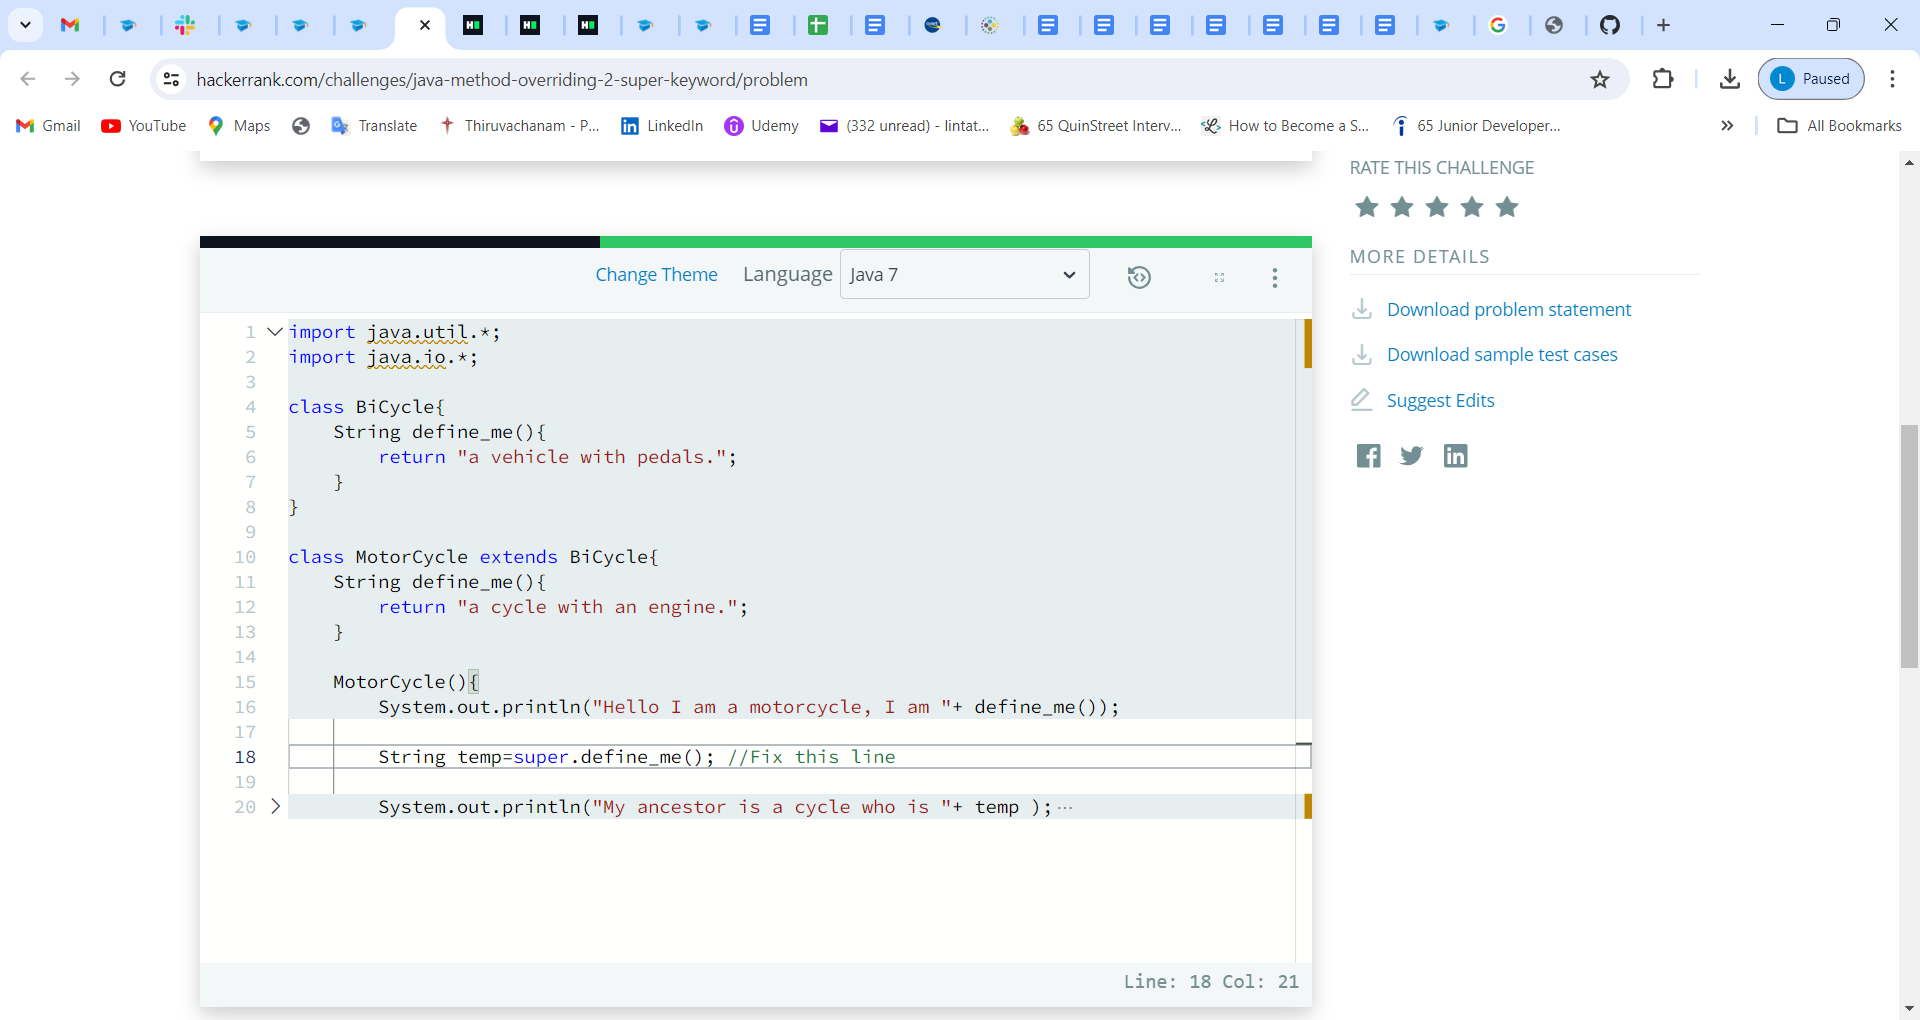 hackerrank.com/challenges/java-method-overriding-2-super-keyword/problem
L Paused
Gmail YouTube Maps Translate Thiruvachanam - P... LinkedIn Udemy (332 unread) - lintat... 65 QuinStreet Interv... How to Become a S... 65 Junior Developer... » All Bookmarks
RATE THIS CHALLENGE
MORE DETAILS
Download problem statement
Download sample test cases
Suggest Edits
Change Theme Language Java 7
1 import java.util.*;
2 import java.io.*;
3
4 class BiCycle{
5 String define_me(){
6 return "a vehicle with pedals.";
7 }
8 }
9
10 class MotorCycle extends BiCycle{
11 String define_me(){
12 return "a cycle with an engine.";
13 }
14
15 MotorCycle(){
16 System.out.println("Hello I am a motorcycle, I am "+ define_me());
17
18 String temp=super.define_me(); //Fix this line
19
20 System.out.println("My ancestor is a cycle who is "+ temp );⋯
Line: 18 Col: 21